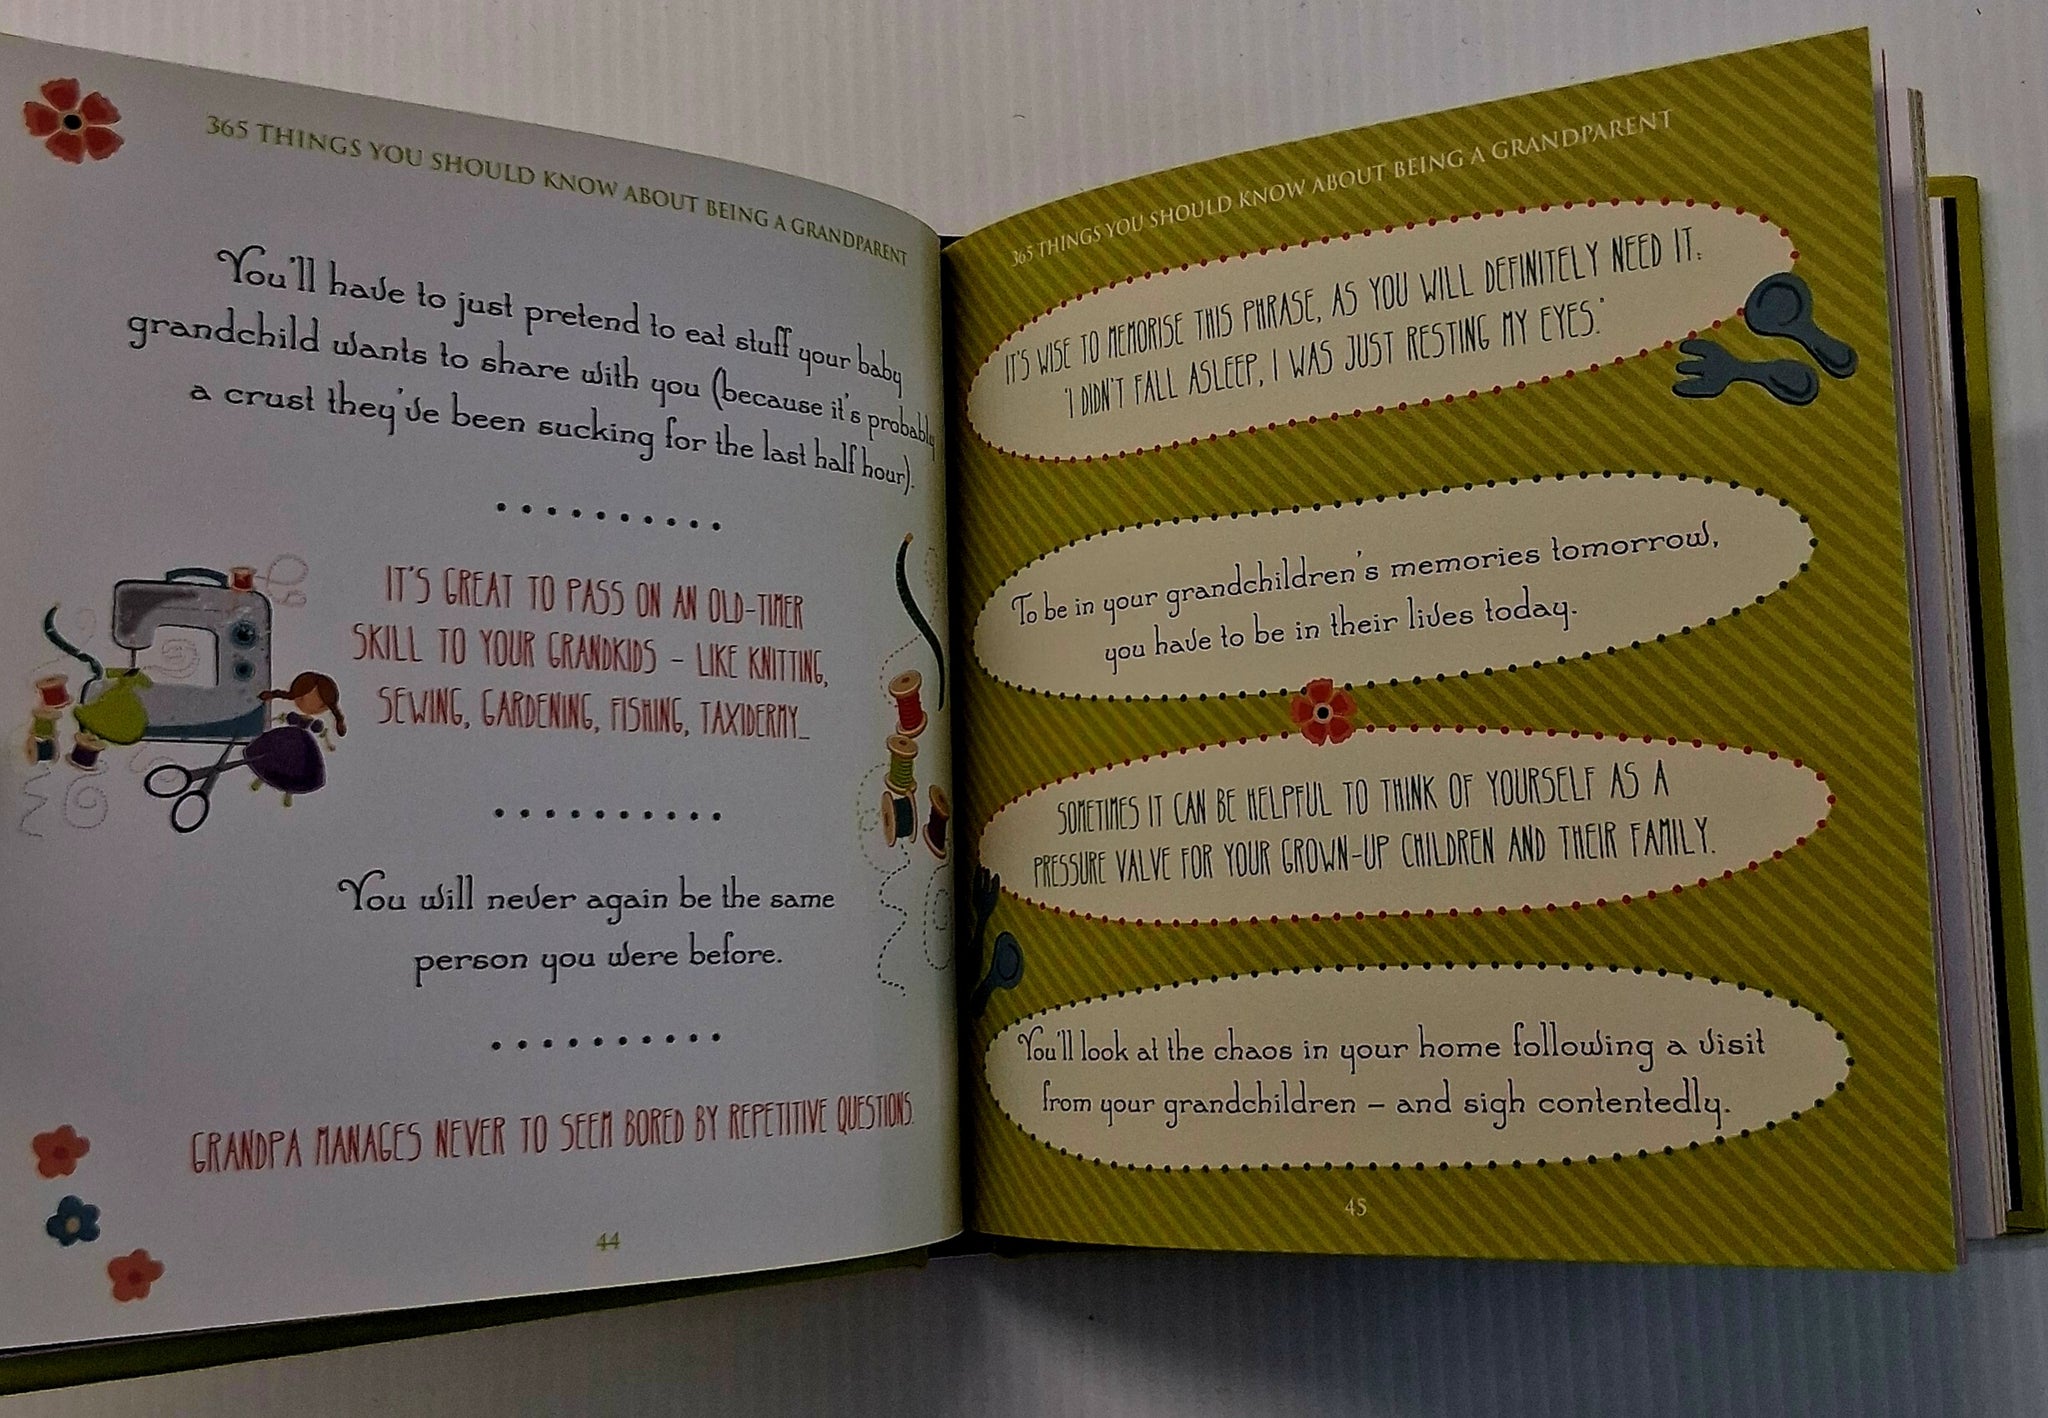 365 THINGS YOU SHOULD KNOW ABOUT BEING A GRANDPARENT
You'll have to just pretend to eat stuff your baby
grandchild wants to share with you (because it's probably
a crust they've been sucking for the last half hour).
IT'S GREAT TO PASS ON AN OLD-TIMER
SKILL TO YOUR GRANDKIDS – LIKE KNITTING,
SEWING, GARDENING, FISHING, TAXIDERMY...
You will never again be the same
person you were before.
GRANDPA MANAGES NEVER TO SEEM BORED BY REPETITIVE QUESTIONS.
44
365 THINGS YOU SHOULD KNOW ABOUT BEING A GRANDPARENT
IT'S WISE TO MEMORISE THIS PHRASE, AS YOU WILL DEFINITELY NEED IT:
'I DIDN'T FALL ASLEEP, I WAS JUST RESTING MY EYES.'
To be in your grandchildren's memories tomorrow,
you have to be in their lives today.
SOMETIMES IT CAN BE HELPFUL TO THINK OF YOURSELF AS A
PRESSURE VALVE FOR YOUR GROWN-UP CHILDREN AND THEIR FAMILY.
You'll look at the chaos in your home following a visit
from your grandchildren – and sigh contentedly.
45